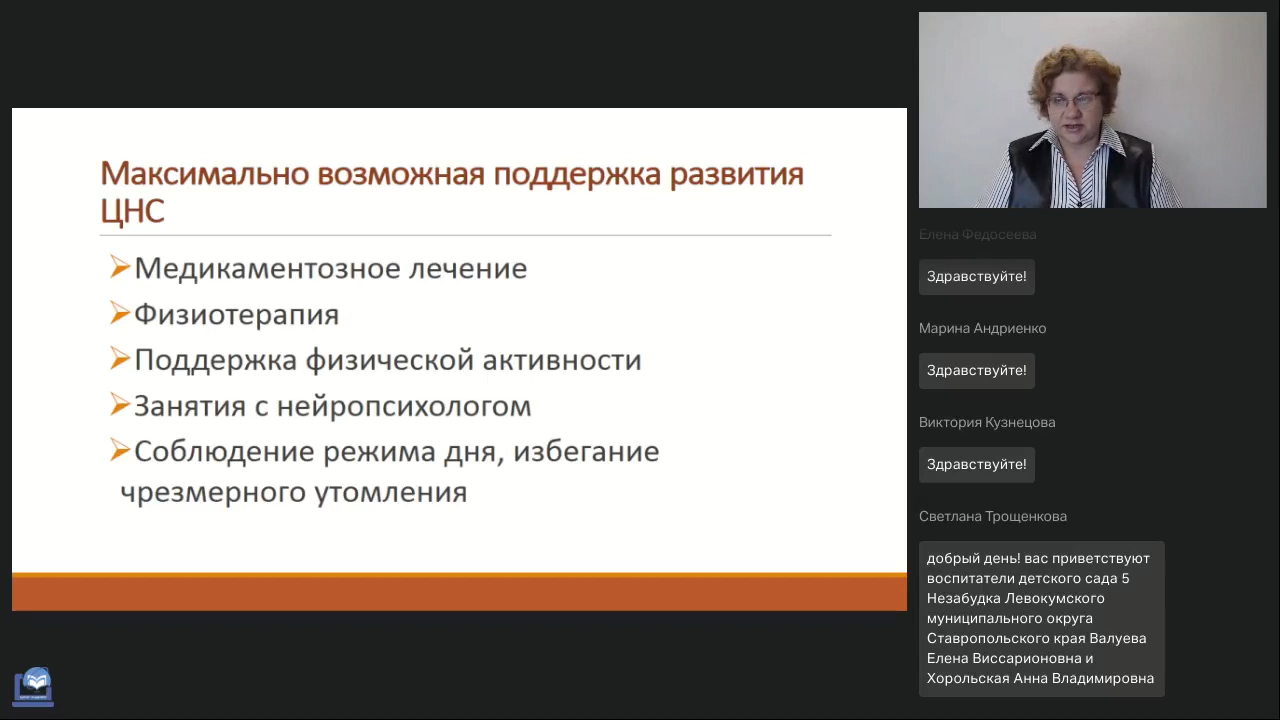 Максимально возможная поддержка развития
ЦНС
Медикаментозное лечение
Физиотерапия
Поддержка физической активности
Занятия с нейропсихологом
Соблюдение режима дня, избегание
чрезмерного утомления
Елена Федосеева
Здравствуйте!
Марина Андриенко
Здравствуйте!
Виктория Кузнецова
Здравствуйте!
Светлана Трощенкова
добрый день! вас приветствуют
воспитатели детского сада 5
Незабудка Левокумского
муниципального округа
Ставропольского края Валуева
Елена Виссарионовна и
Хорольская Анна Владимировна